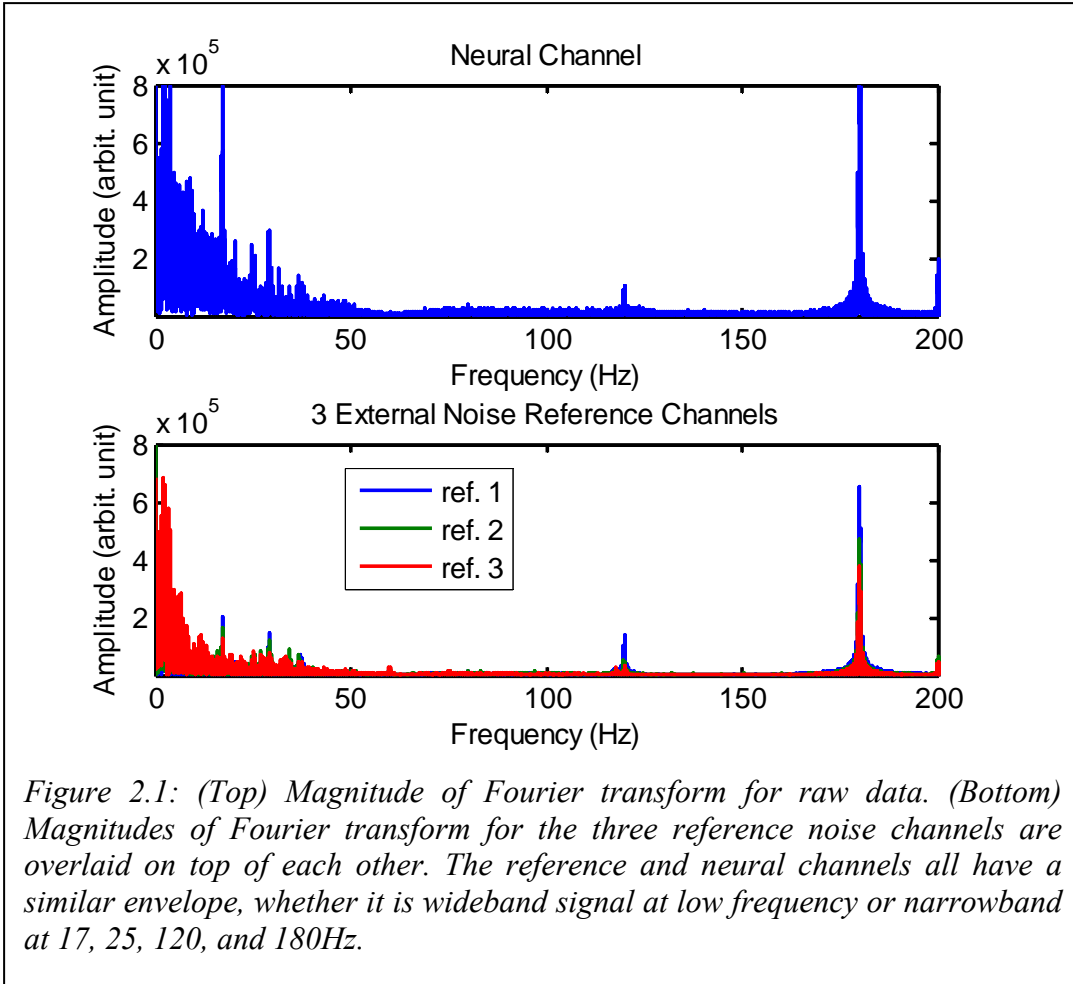 Neural Channel
x 10^5
Amplitude (arbit. unit)
8
6
4
2
0 50 100 150 200
Frequency (Hz)
3 External Noise Reference Channels
x 10^5
Amplitude (arbit. unit)
8
6
4
2
ref. 1
ref. 2
ref. 3
0 50 100 150 200
Frequency (Hz)
Figure 2.1: (Top) Magnitude of Fourier transform for raw data. (Bottom)
Magnitudes of Fourier transform for the three reference noise channels are
overlaid on top of each other. The reference and neural channels all have a
similar envelope, whether it is wideband signal at low frequency or narrowband
at 17, 25, 120, and 180Hz.